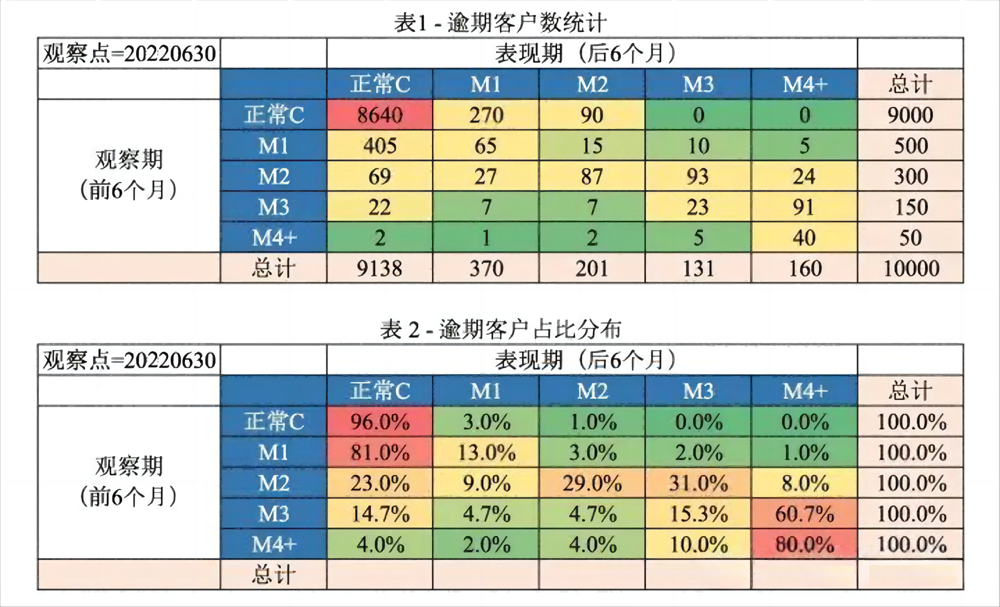 表1 - 逾期客户数统计
观察点=20220630 表现期（后6个月）
正常C M1 M2 M3 M4+ 总计
正常C 8640 270 90 0 0 9000
M1 405 65 15 10 5 500
观察期
（前6个月）
M2 69 27 87 93 24 300
M3 22 7 7 23 91 150
M4+ 2 1 2 5 40 50
总计 9138 370 201 131 160 10000
表 2 - 逾期客户占比分布
观察点=20220630 表现期（后6个月）
正常C M1 M2 M3 M4+ 总计
正常C 96.0% 3.0% 1.0% 0.0% 0.0% 100.0%
M1 81.0% 13.0% 3.0% 2.0% 1.0% 100.0%
观察期
（前6个月）
M2 23.0% 9.0% 29.0% 31.0% 8.0% 100.0%
M3 14.7% 4.7% 4.7% 15.3% 60.7% 100.0%
M4+ 4.0% 2.0% 4.0% 10.0% 80.0% 100.0%
总计